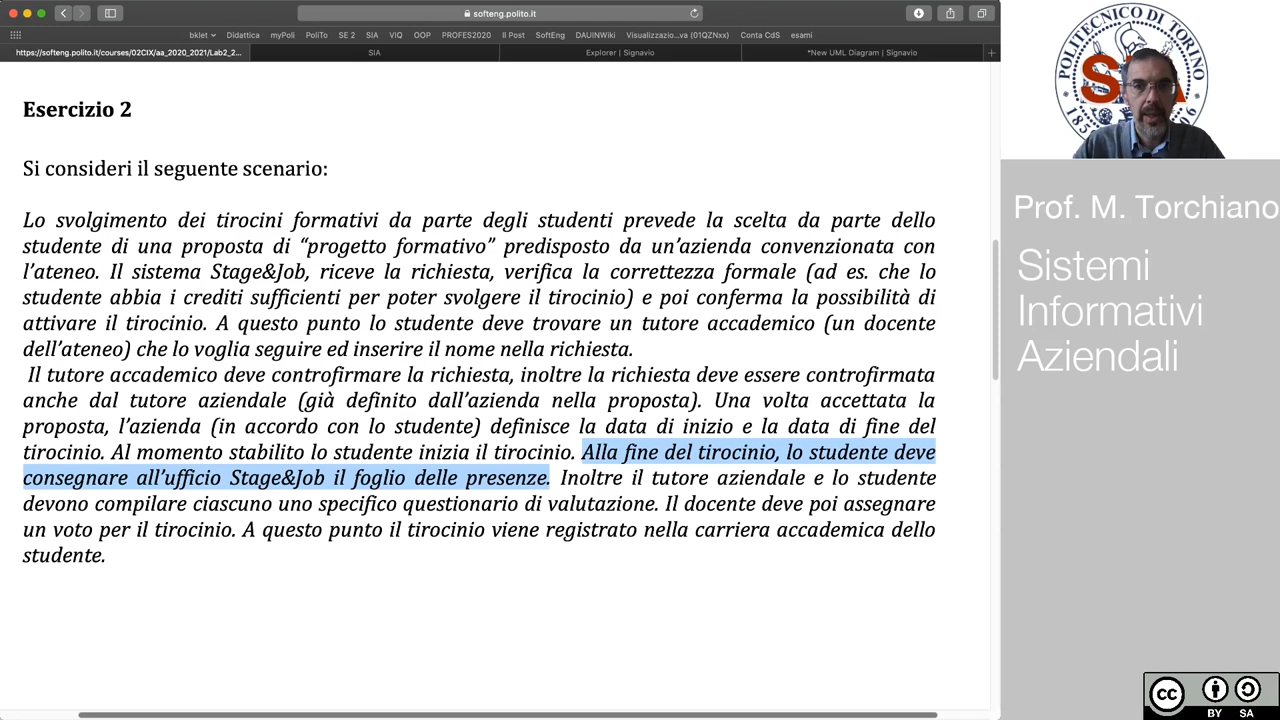 softeng.polito.it
bklet
Didattica
myPoli
PoliTo
SE 2
SIA
VIQ
OOP
PROFES2020
Il Post
SoftEng
DAUINWiki
Visualizzazio...va (01QZNxx)
Conta CdS
esami
https://softeng.polito.it/courses/02CIX/aa_2020_2021/Lab2_2...
SIA
Explorer | Signavio
*New UML Diagram | Signavio
Esercizio 2
Si consideri il seguente scenario:
Lo svolgimento dei tirocini formativi da parte degli studenti prevede la scelta da parte dello
studente di una proposta di “progetto formativo” predisposto da un’azienda convenzionata con
l’ateneo. Il sistema Stage&Job, riceve la richiesta, verifica la correttezza formale (ad es. che lo
studente abbia i crediti sufficienti per poter svolgere il tirocinio) e poi conferma la possibilità di
attivare il tirocinio. A questo punto lo studente deve trovare un tutore accademico (un docente
dell’ateneo) che lo voglia seguire ed inserire il nome nella richiesta.
Il tutore accademico deve controfirmare la richiesta, inoltre la richiesta deve essere controfirmata
anche dal tutore aziendale (già definito dall’azienda nella proposta). Una volta accettata la
proposta, l’azienda (in accordo con lo studente) definisce la data di inizio e la data di fine del
tirocinio. Al momento stabilito lo studente inizia il tirocinio. Alla fine del tirocinio, lo studente deve
consegnare all’ufficio Stage&Job il foglio delle presenze. Inoltre il tutore aziendale e lo studente
devono compilare ciascuno uno specifico questionario di valutazione. Il docente deve poi assegnare
un voto per il tirocinio. A questo punto il tirocinio viene registrato nella carriera accademica dello
studente.
POLITECNICO DI TORINO
Prof. M. Torchiano
Sistemi
Informativi
Aziendali
cc
BY SA